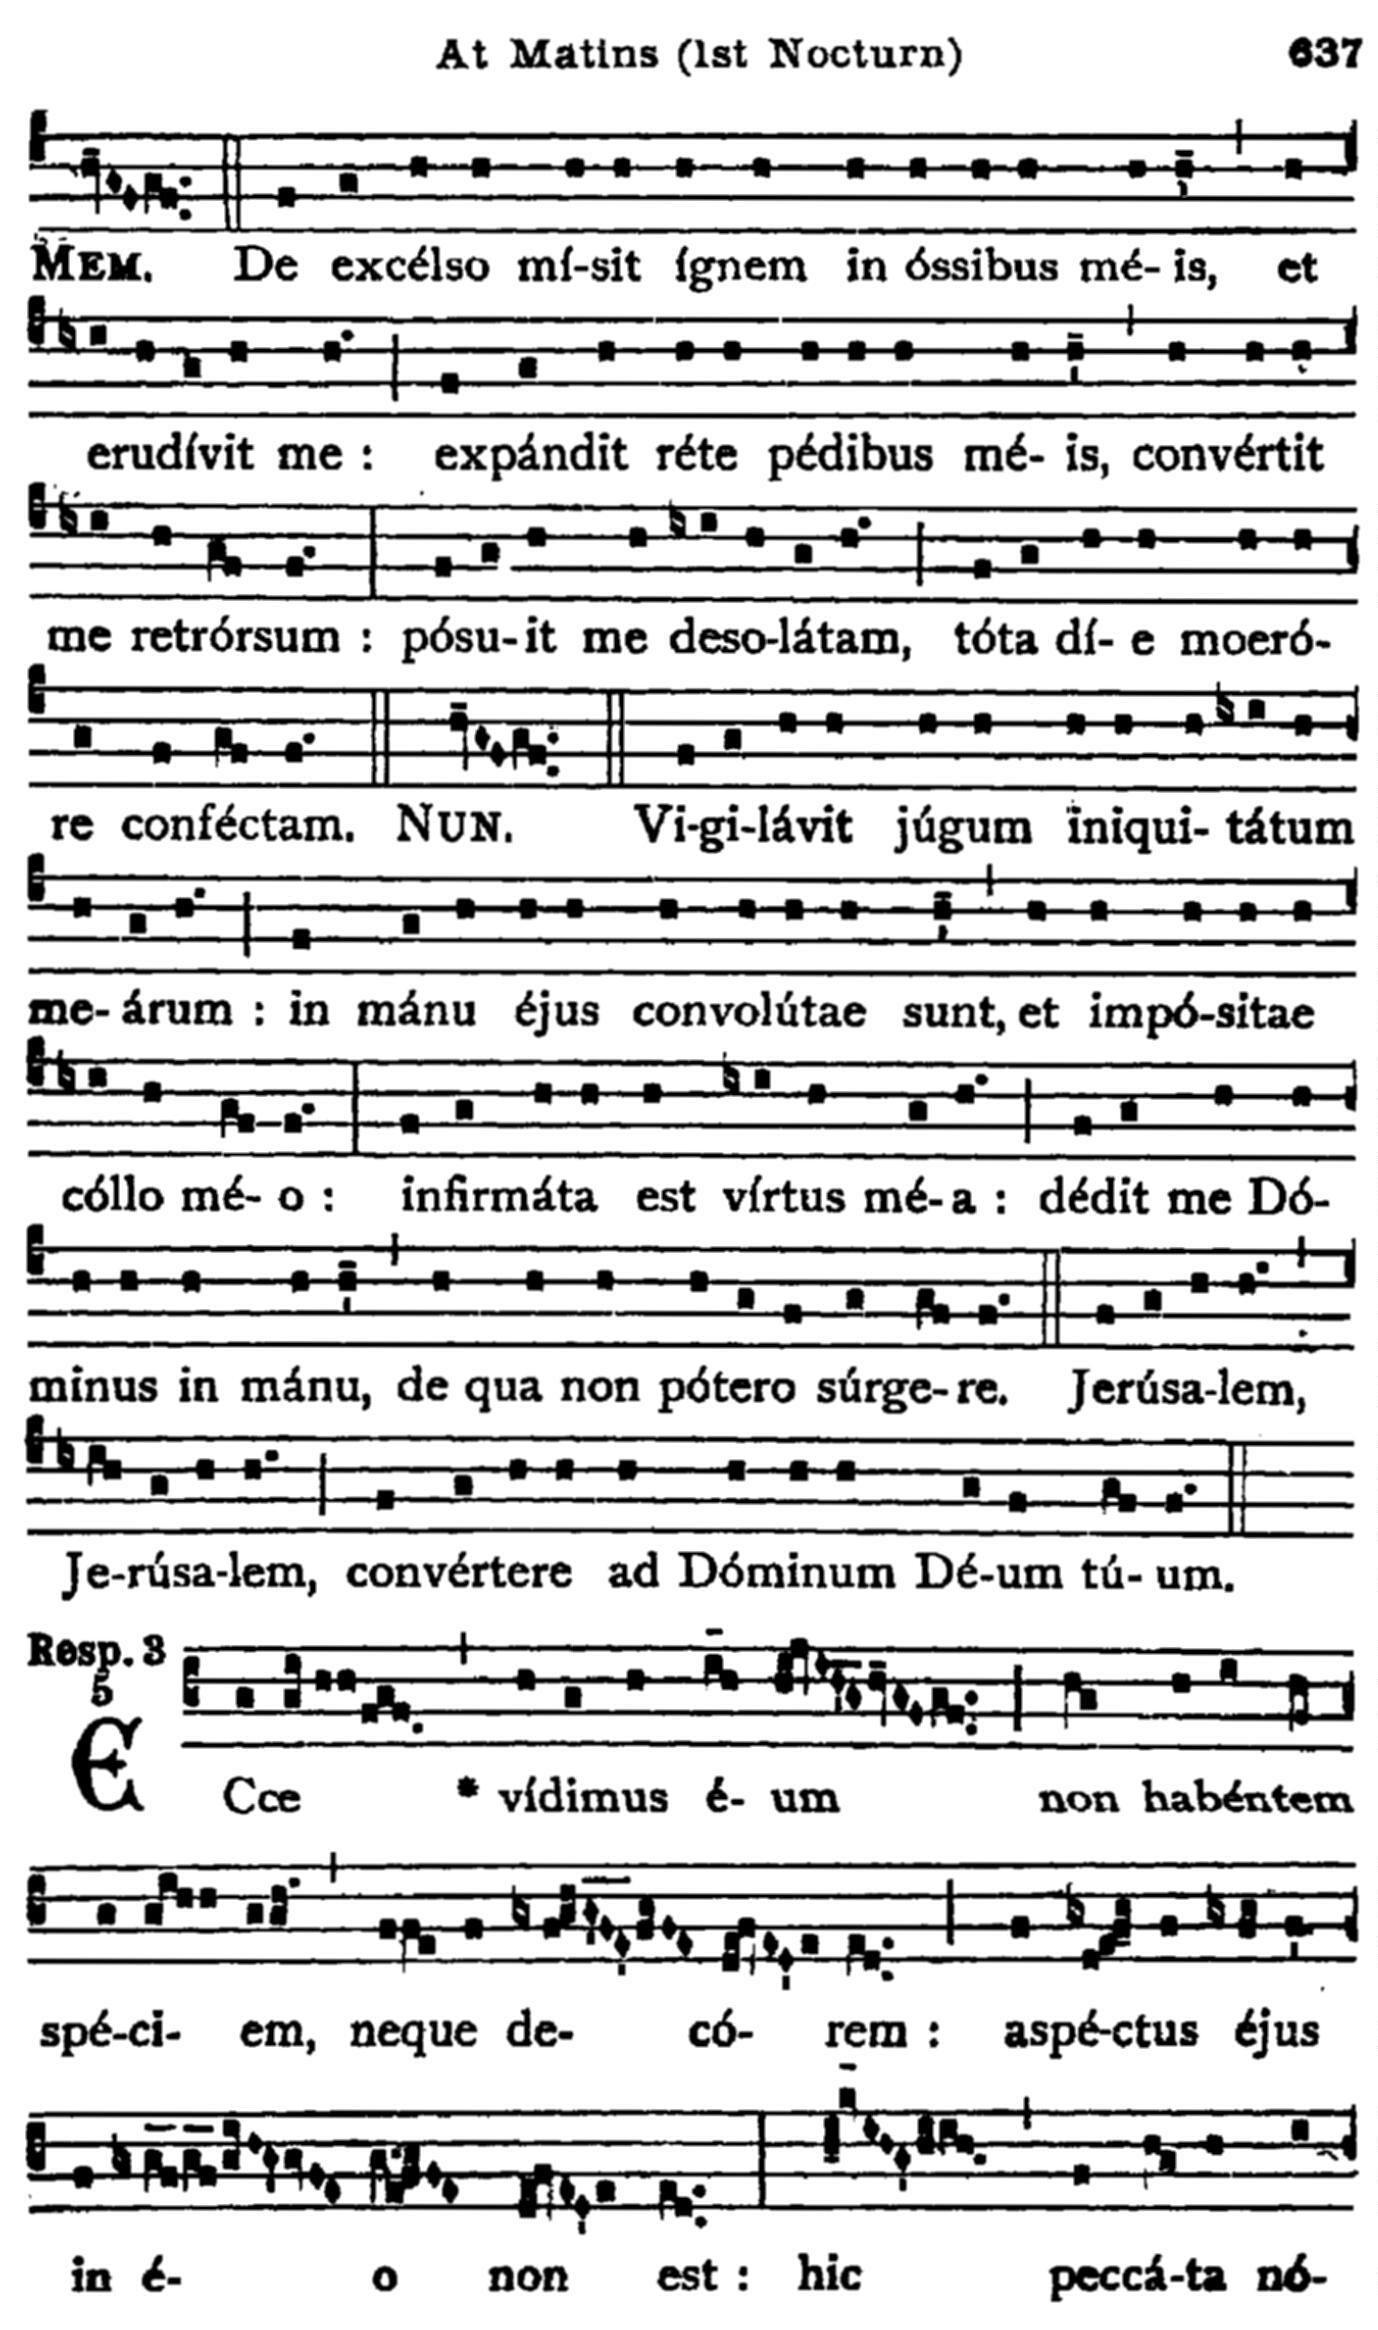 At Matins (1st Nocturn) 637
MEM. De excélso mí-sit ígnem in óssibus mé- is, et
erudívit me : expándit réte pédibus mé- is, convértit
me retrórsum : pósu-it me deso-látam, tóta dí- e moeró-
re conféctam. NUN. Vi-gi-lávit júgum iniqui- tátum
me- árum : in mánu éjus convolútae sunt, et impó-sitae
cóllo mé- o : infirmáta est vírtus mé- a : dédit me Dó-
minus in mánu, de qua non pótero súrge- re. Jerúsa-lem,
Je-rúsa-lem, convértere ad Dóminum Dé-um tú- um.
Resp. 3
5
ECce * vídimus é- um non habéntem
spé-ci- em, neque de- có- rem : aspé-ctus éjus
in é- o non est : hic peccá-ta nó-